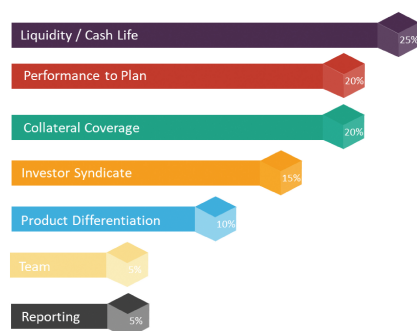 Liquidity / Cash Life
25%
Performance to Plan
20%
Collateral Coverage
20%
Investor Syndicate
15%
Product Differentiation
10%
Team
5%
Reporting
5%